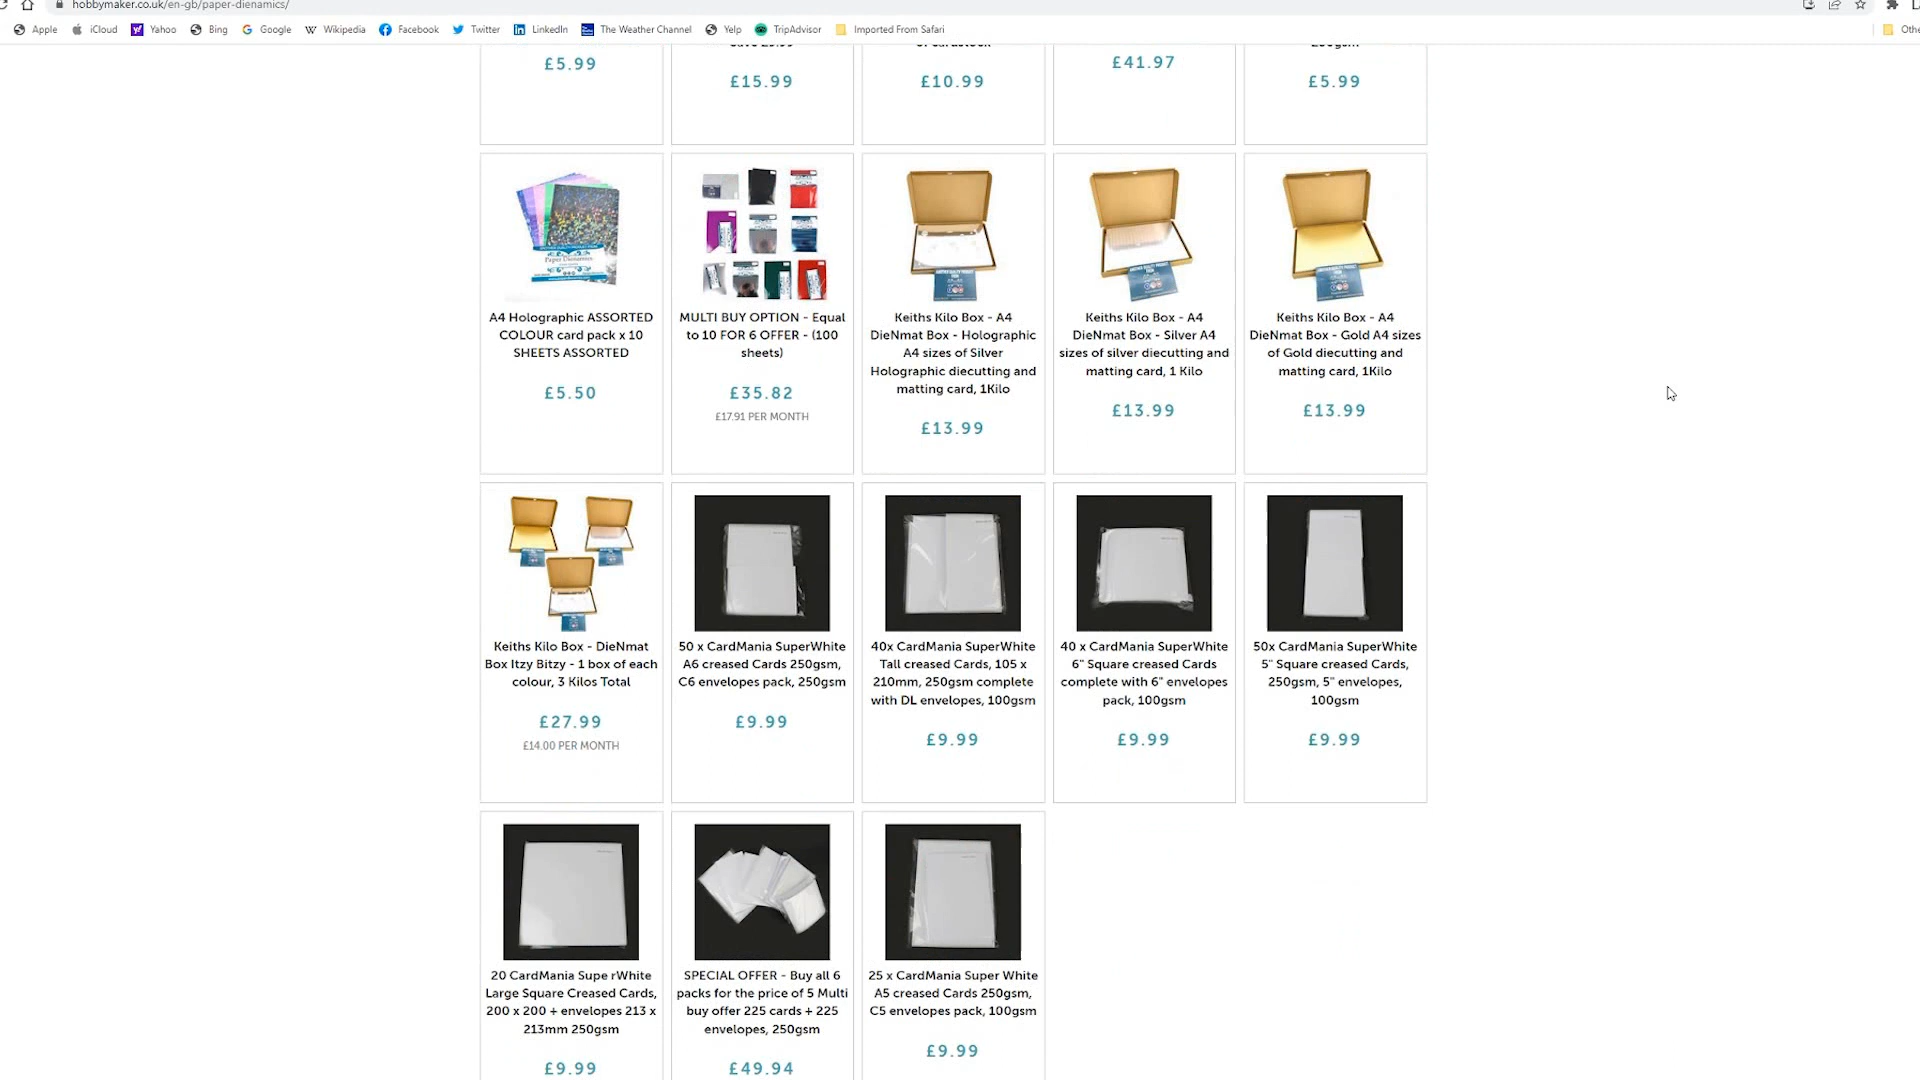 hobbymaker.co.uk/en-gb/paper-dienamics/
Apple iCloud Yahoo Bing Google Wikipedia Facebook Twitter LinkedIn The Weather Channel Yelp TripAdvisor Imported From Safari
£5.99
£15.99
£10.99
£41.97
£5.99
A4 Holographic ASSORTED
COLOUR card pack x 10
SHEETS ASSORTED
£5.50
MULTI BUY OPTION - Equal
to 10 FOR 6 OFFER - (100
sheets)
£35.82
£17.91 PER MONTH
Keiths Kilo Box - A4
DieNmat Box - Holographic
A4 sizes of Silver
Holographic diecutting and
matting card, 1Kilo
£13.99
Keiths Kilo Box - A4
DieNmat Box - Silver A4
sizes of silver diecutting and
matting card, 1 Kilo
£13.99
Keiths Kilo Box - A4
DieNmat Box - Gold A4 sizes
of Gold diecutting and
matting card, 1Kilo
£13.99
Keiths Kilo Box - DieNmat
Box Itzy Bitzy - 1 box of each
colour, 3 Kilos Total
£27.99
£14.00 PER MONTH
50 x CardMania SuperWhite
A6 creased Cards 250gsm,
C6 envelopes pack, 250gsm
£9.99
40x CardMania SuperWhite
Tall creased Cards, 105 x
210mm, 250gsm complete
with DL envelopes, 100gsm
£9.99
40 x CardMania SuperWhite
6" Square creased Cards
complete with 6" envelopes
pack, 100gsm
£9.99
50x CardMania SuperWhite
5" Square creased Cards,
250gsm, 5" envelopes,
100gsm
£9.99
20 CardMania Supe rWhite
Large Square Creased Cards,
200 x 200 + envelopes 213 x
213mm 250gsm
£9.99
SPECIAL OFFER - Buy all 6
packs for the price of 5 Multi
buy offer 225 cards + 225
envelopes, 250gsm
£49.94
25 x CardMania Super White
A5 creased Cards 250gsm,
C5 envelopes pack, 100gsm
£9.99